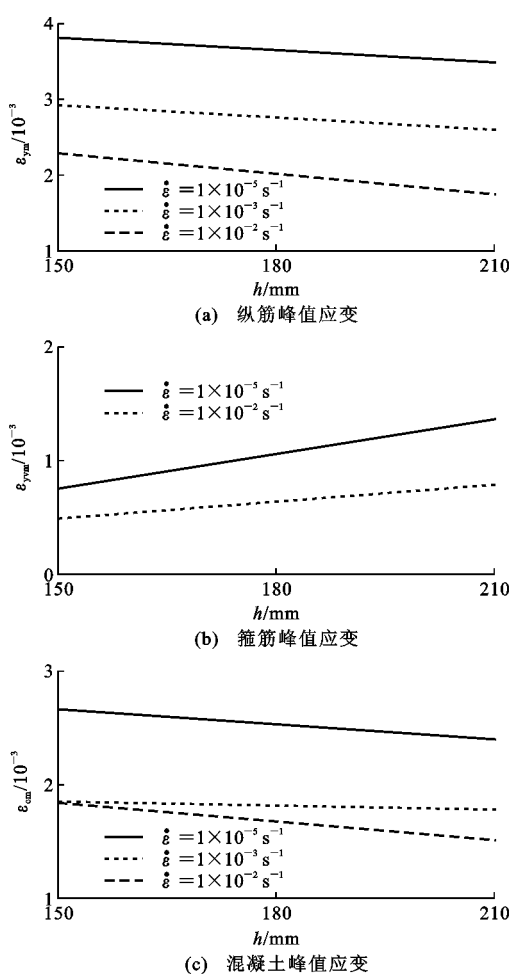 4
3
2
1
ε_ym/10⁻³
ε̇=1×10⁻⁵ s⁻¹
ε̇=1×10⁻³ s⁻¹
ε̇=1×10⁻² s⁻¹
150 180 210
h/mm
(a) 纵筋峰值应变
2
1
0
ε_yvm/10⁻³
ε̇=1×10⁻⁵ s⁻¹
ε̇=1×10⁻² s⁻¹
150 180 210
h/mm
(b) 箍筋峰值应变
3
2
1
ε_cm/10⁻³
ε̇=1×10⁻⁵ s⁻¹
ε̇=1×10⁻³ s⁻¹
ε̇=1×10⁻² s⁻¹
150 180 210
h/mm
(c) 混凝土峰值应变